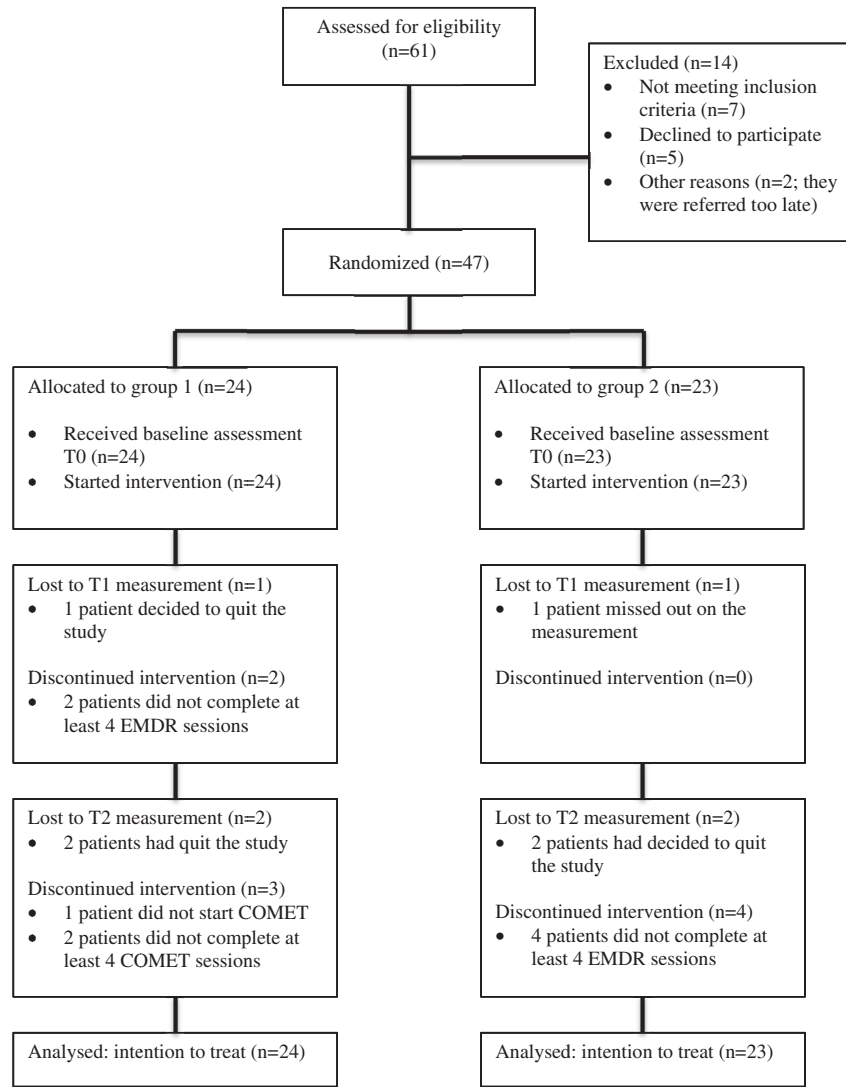 Assessed for eligibility
(n=61)
Excluded (n=14)
• Not meeting inclusion
criteria (n=7)
• Declined to participate
(n=5)
• Other reasons (n=2; they
were referred too late)
Randomized (n=47)
Allocated to group 1 (n=24)
• Received baseline assessment
T0 (n=24)
• Started intervention (n=24)
Allocated to group 2 (n=23)
• Received baseline assessment
T0 (n=23)
• Started intervention (n=23)
Lost to T1 measurement (n=1)
• 1 patient decided to quit the
study
Discontinued intervention (n=2)
• 2 patients did not complete at
least 4 EMDR sessions
Lost to T1 measurement (n=1)
• 1 patient missed out on the
measurement
Discontinued intervention (n=0)
Lost to T2 measurement (n=2)
• 2 patients had quit the study
Discontinued intervention (n=3)
• 1 patient did not start COMET
• 2 patients did not complete at
least 4 COMET sessions
Lost to T2 measurement (n=2)
• 2 patients had decided to quit
the study
Discontinued intervention (n=4)
• 4 patients did not complete at
least 4 EMDR sessions
Analysed: intention to treat (n=24)
Analysed: intention to treat (n=23)